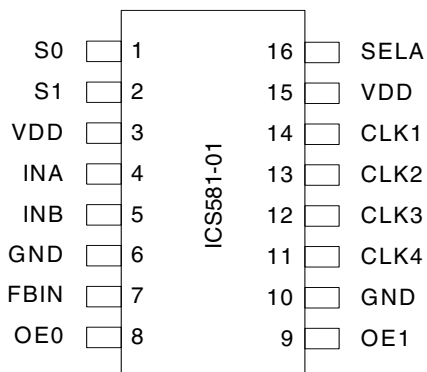 S0 1 16 SELA
S1 2 15 VDD
VDD 3 14 CLK1
INA 4 13 CLK2
INB 5 12 CLK3
GND 6 11 CLK4
FBIN 7 10 GND
OE0 8 9 OE1
ICS581-01